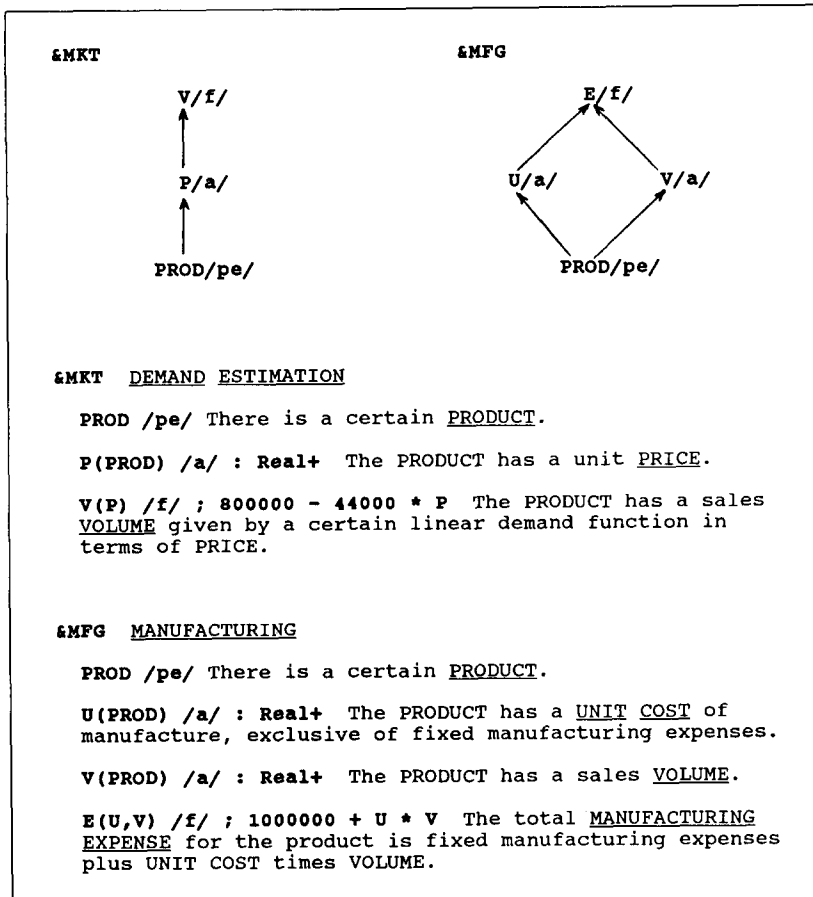 &MKT &MFG
V/f/ E/f/
P/a/ U/a/ V/a/
PROD/pe/ PROD/pe/
&MKT DEMAND ESTIMATION
PROD /pe/ There is a certain PRODUCT.
P(PROD) /a/ : Real+ The PRODUCT has a unit PRICE.
V(P) /f/ ; 800000 - 44000 * P The PRODUCT has a sales
VOLUME given by a certain linear demand function in
terms of PRICE.
&MFG MANUFACTURING
PROD /pe/ There is a certain PRODUCT.
U(PROD) /a/ : Real+ The PRODUCT has a UNIT COST of
manufacture, exclusive of fixed manufacturing expenses.
V(PROD) /a/ : Real+ The PRODUCT has a sales VOLUME.
E(U,V) /f/ ; 1000000 + U * V The total MANUFACTURING
EXPENSE for the product is fixed manufacturing expenses
plus UNIT COST times VOLUME.